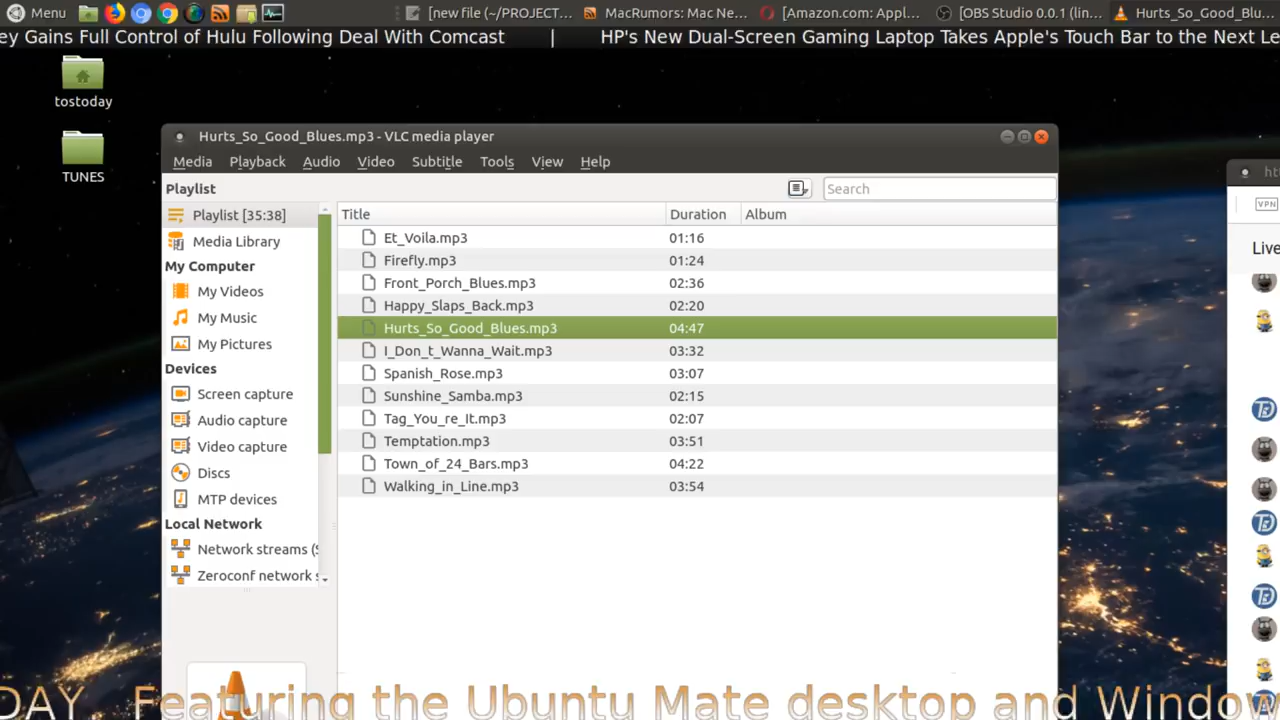 Menu [new file (~/PROJECT... MacRumors: Mac Ne... [Amazon.com: Appl... [OBS Studio 0.0.1 (lin... Hurts_So_Good_Blu...
ey Gains Full Control of Hulu Following Deal With Comcast | HP's New Dual-Screen Gaming Laptop Takes Apple's Touch Bar to the Next Le
tostoday
TUNES
Hurts_So_Good_Blues.mp3 - VLC media player
Media Playback Audio Video Subtitle Tools View Help
Playlist
Search
Playlist [35:38]
Media Library
My Computer
My Videos
My Music
My Pictures
Devices
Screen capture
Audio capture
Video capture
Discs
MTP devices
Local Network
Network streams (S
Zeroconf network s
Title Duration Album
Et_Voila.mp3 01:16
Firefly.mp3 01:24
Front_Porch_Blues.mp3 02:36
Happy_Slaps_Back.mp3 02:20
Hurts_So_Good_Blues.mp3 04:47
I_Don_t_Wanna_Wait.mp3 03:32
Spanish_Rose.mp3 03:07
Sunshine_Samba.mp3 02:15
Tag_You_re_It.mp3 02:07
Temptation.mp3 03:51
Town_of_24_Bars.mp3 04:22
Walking_in_Line.mp3 03:54
ht
VPN
Live
DAY Featuring the Ubuntu Mate desktop and Window